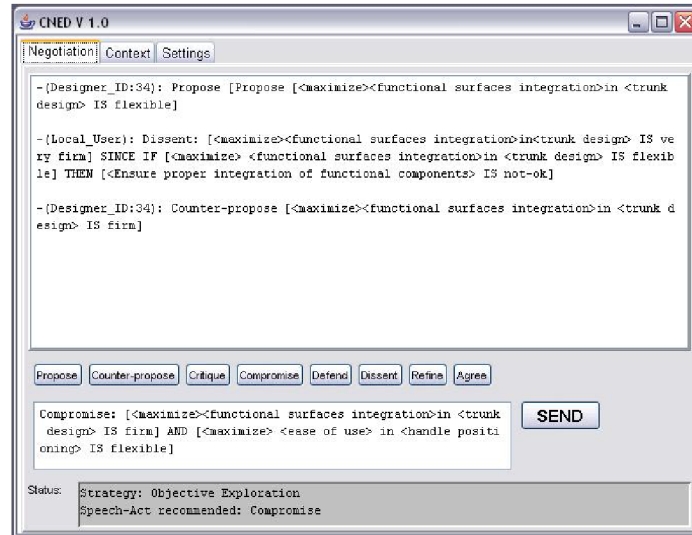 CNED V 1.0
Negotiation Context Settings
-(Designer_ID:34): Propose [Propose [<maximize><functional surfaces integration>in <trunk
design> IS flexible]
-(Local_User): Dissent: [<maximize><functional surfaces integration>in<trunk design> IS ve
ry firm] SINCE IF [<maximize> <functional surfaces integration>in <trunk design> IS flexib
le] THEN [<Ensure proper integration of functional components> IS not-ok]
-(Designer_ID:34): Counter-propose [<maximize><functional surfaces integration>in <trunk d
esign> IS firm]
Propose Counter-propose Critique Compromise Defend Dissent Refine Agree
Compromise: [<maximize><functional surfaces integration>in <trunk
design> IS firm] AND [<maximize> <ease of use> in <handle positi
oning> IS flexible]
SEND
Status:
Strategy: Objective Exploration
Speech-Act recommended: Compromise